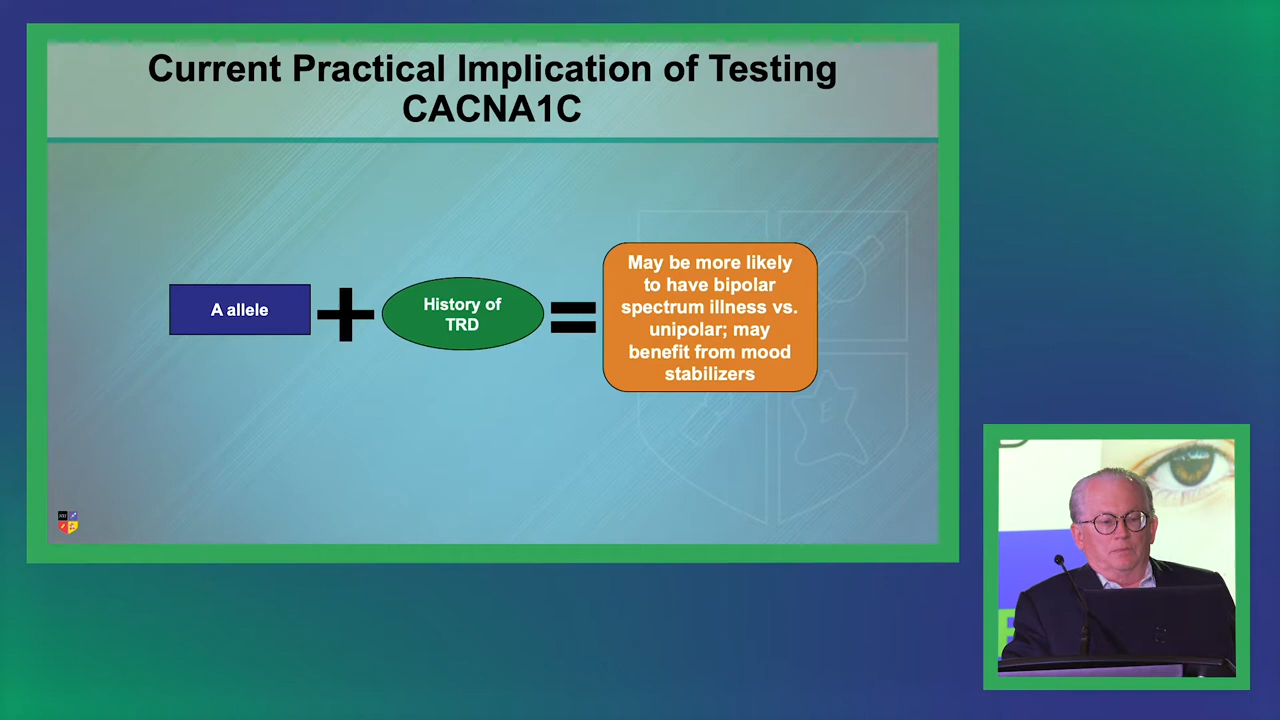 Current Practical Implication of Testing
CACNA1C
A allele
History of
TRD
May be more likely
to have bipolar
spectrum illness vs.
unipolar; may
benefit from mood
stabilizers